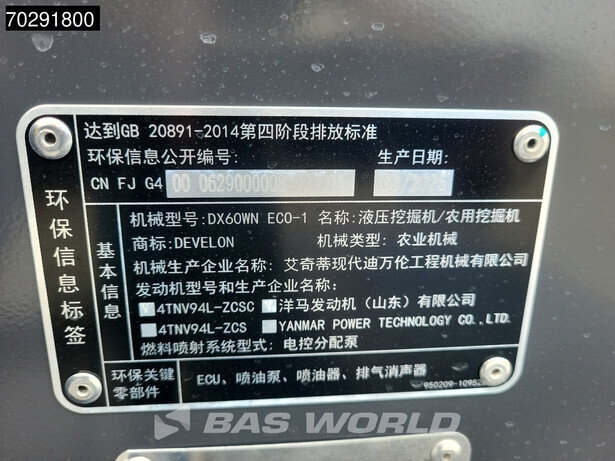 70291800
达到GB 20891-2014第四阶段排放标准
环保信息公开编号: 生产日期:
CN FJ G4 00 0629000008
环保信息标签
基本信息
机械型号:DX60WN ECO-1 名称:液压挖掘机/农用挖掘机
商标:DEVELON 机械类型: 农业机械
机械生产企业名称: 艾奇蒂现代迪万伦工程机械有限公司
发动机型号和生产企业名称:
4TNV94L-ZCSC 洋马发动机(山东)有限公司
4TNV94L-ZCS YANMAR POWER TECHNOLOGY CO.,LTD.
燃料喷射系统型式: 电控分配泵
环保关键零部件
ECU、喷油泵、喷油器、排气消声器
BAS WORLD